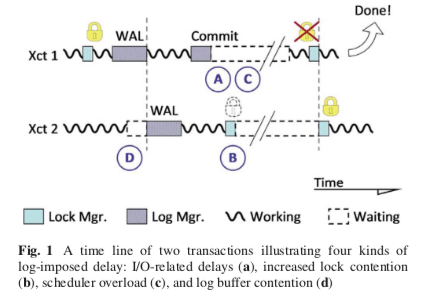 Done!
WAL Commit
Xct 1
A C
WAL
Xct 2
D B
Time
Lock Mgr. Log Mgr. Working Waiting
Fig. 1 A time line of two transactions illustrating four kinds of
log-imposed delay: I/O-related delays (a), increased lock contention
(b), scheduler overload (c), and log buffer contention (d)